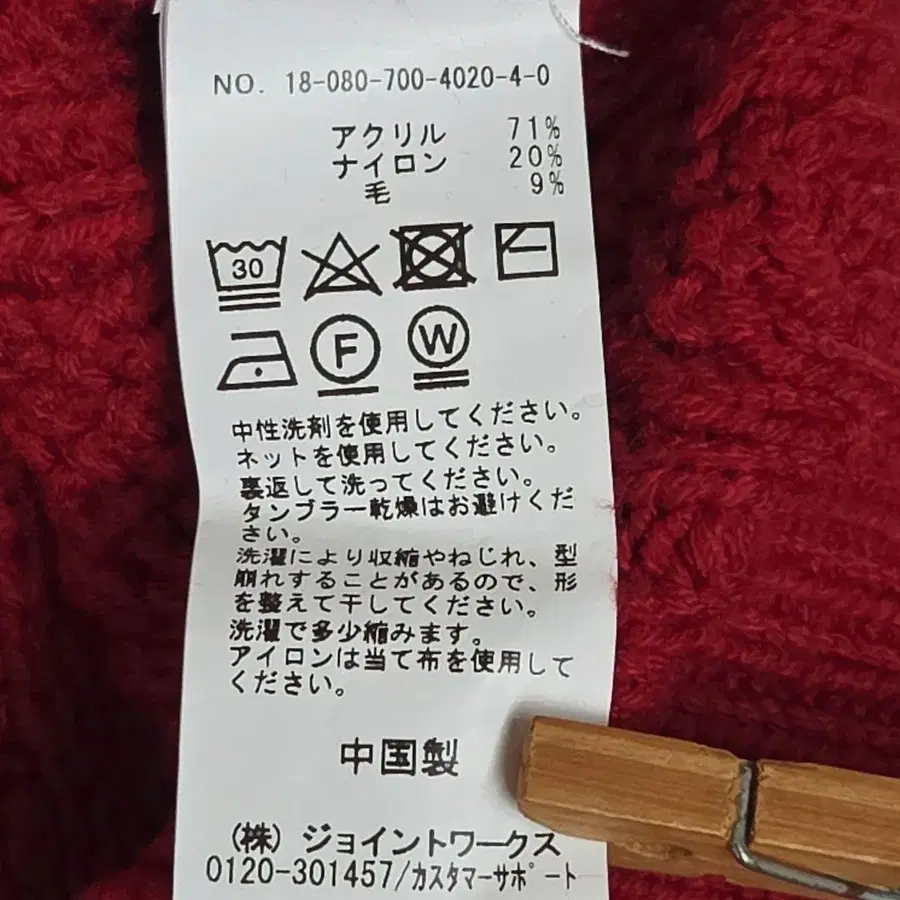 NO. 18-080-700-4020-4-0
アクリル 71%
ナイロン 20%
毛 9%
30
F
W
中性洗剤を使用してください。
ネットを使用してください。
裏返して洗ってください。
タンブラー乾燥はお避けくだ
さい。
洗濯により収縮やねじれ、型
崩れすることがあるので、形
を整えて干してください。
洗濯で多少縮みます。
アイロンは当て布を使用して
ください。
中国製
(株) ジョイントワークス
0120-301457/カスタマーサポート